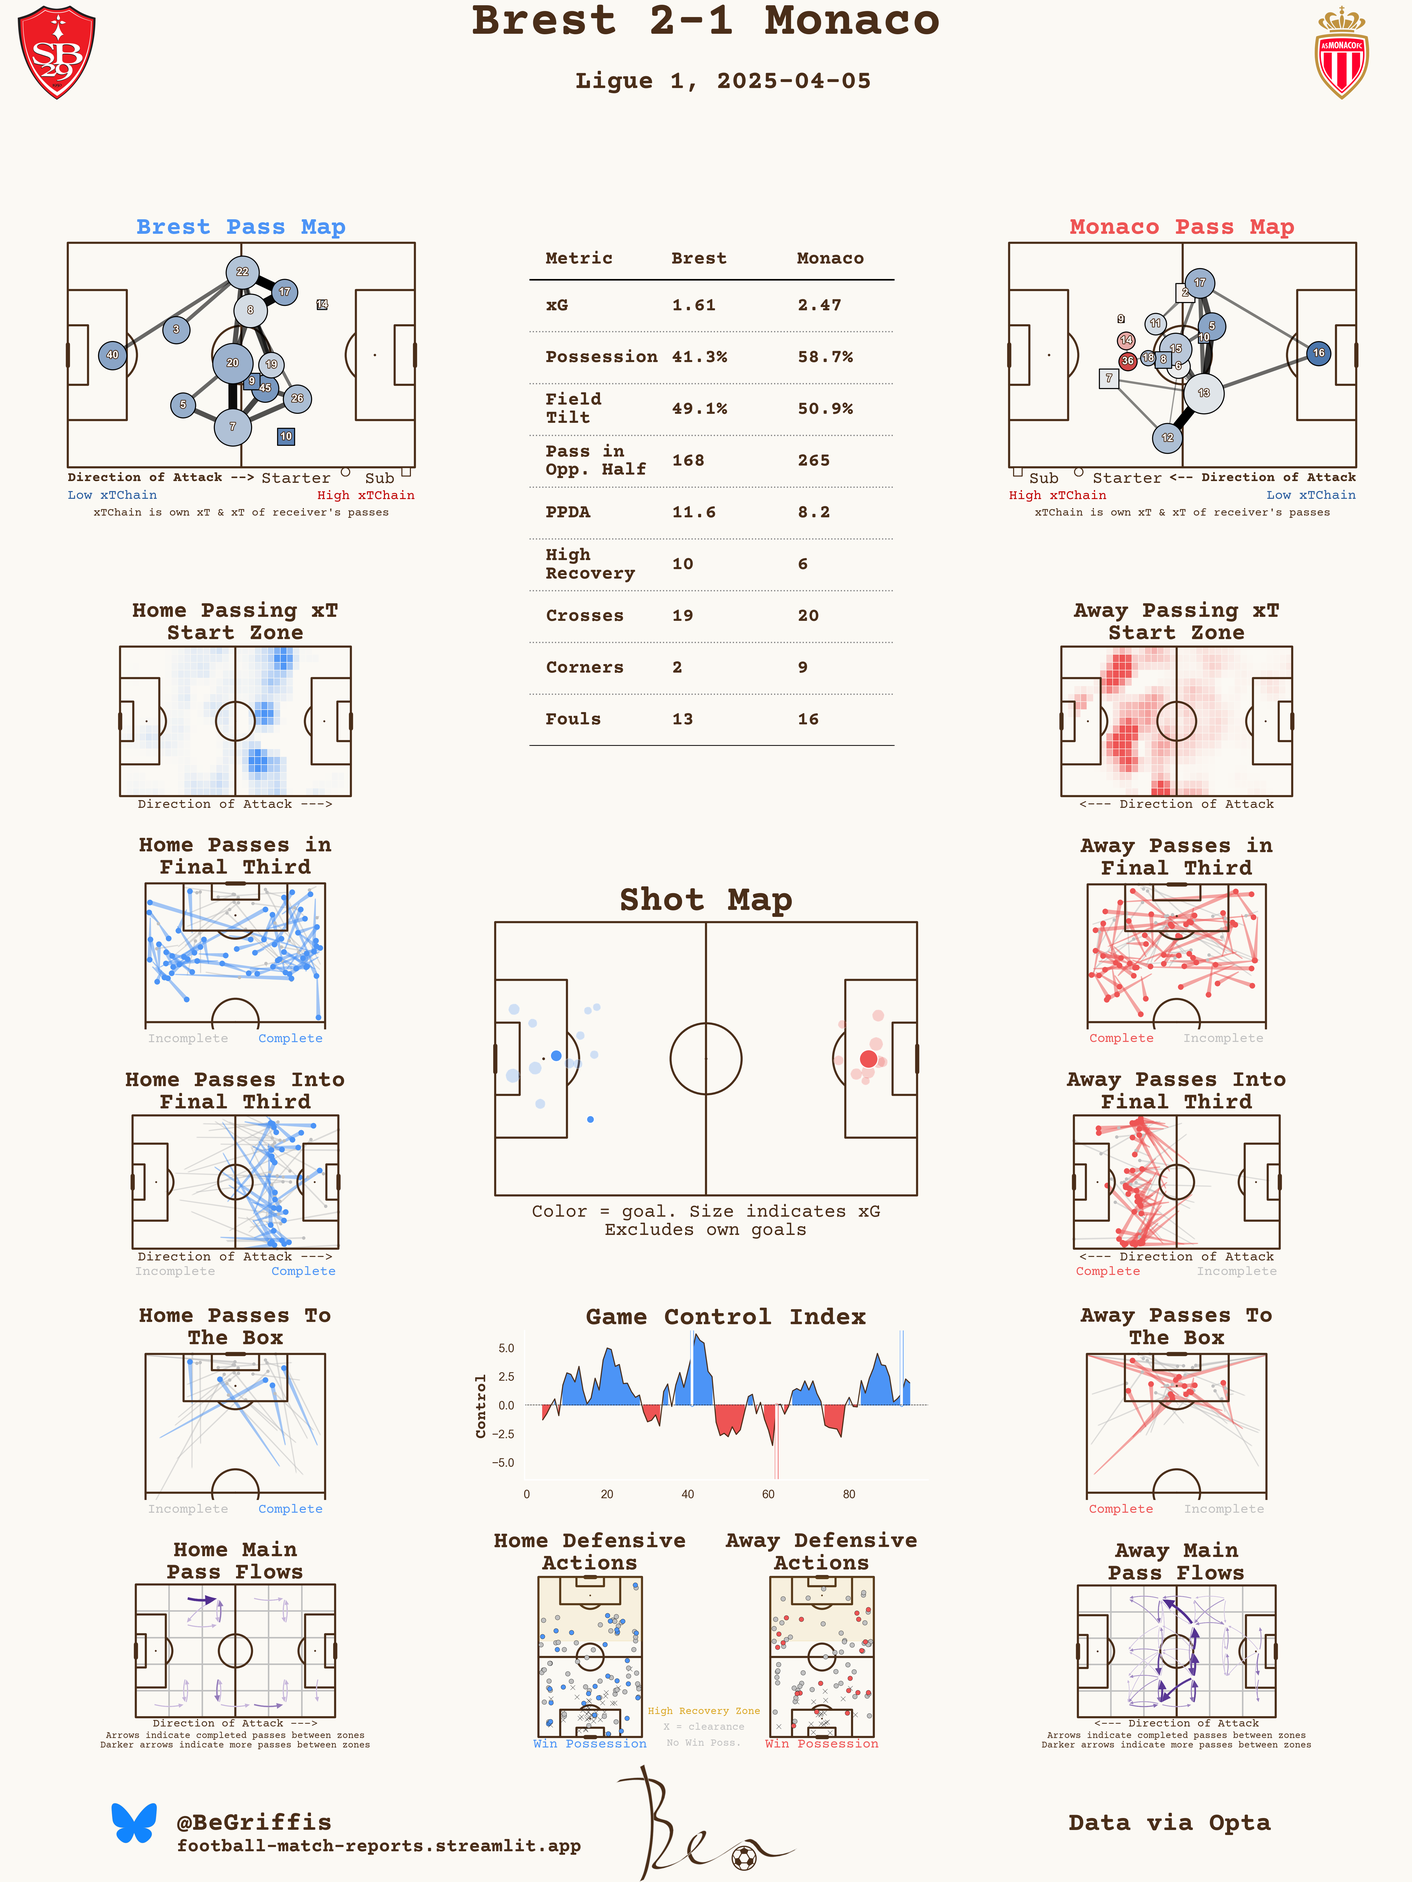 Brest 2-1 Monaco
Ligue 1, 2025-04-05
SB
29
AS MONACO FC
Brest Pass Map
22
17
14
8
3
40
20
19
9
45
26
5
7
10
Direction of Attack --> Starter Sub
Low xTChain High xTChain
xTChain is own xT & xT of receiver's passes
Metric Brest Monaco
xG 1.61 2.47
Possession 41.3% 58.7%
Field
Tilt 49.1% 50.9%
Pass in
Opp. Half 168 265
PPDA 11.6 8.2
High
Recovery 10 6
Crosses 19 20
Corners 2 9
Fouls 13 16
Monaco Pass Map
17
2
9
11
5
14
10
15
16
36
18
8
6
7
13
12
Sub Starter <-- Direction of Attack
High xTChain Low xTChain
xTChain is own xT & xT of receiver's passes
Home Passing xT
Start Zone
Direction of Attack --->
Away Passing xT
Start Zone
<--- Direction of Attack
Home Passes in
Final Third
Incomplete Complete
Away Passes in
Final Third
Complete Incomplete
Shot Map
Color = goal. Size indicates xG
Excludes own goals
Home Passes Into
Final Third
Direction of Attack --->
Incomplete Complete
Away Passes Into
Final Third
<--- Direction of Attack
Complete Incomplete
Home Passes To
The Box
Incomplete Complete
Game Control Index
Control
5.0
2.5
0.0
−2.5
−5.0
0 20 40 60 80
Away Passes To
The Box
Complete Incomplete
Home Main
Pass Flows
Direction of Attack --->
Arrows indicate completed passes between zones
Darker arrows indicate more passes between zones
Home Defensive
Actions
Win Possession
Away Defensive
Actions
Win Possession
High Recovery Zone
X = clearance
No Win Poss.
Away Main
Pass Flows
<--- Direction of Attack
Arrows indicate completed passes between zones
Darker arrows indicate more passes between zones
@BeGriffis
football-match-reports.streamlit.app
Ben
Data via Opta